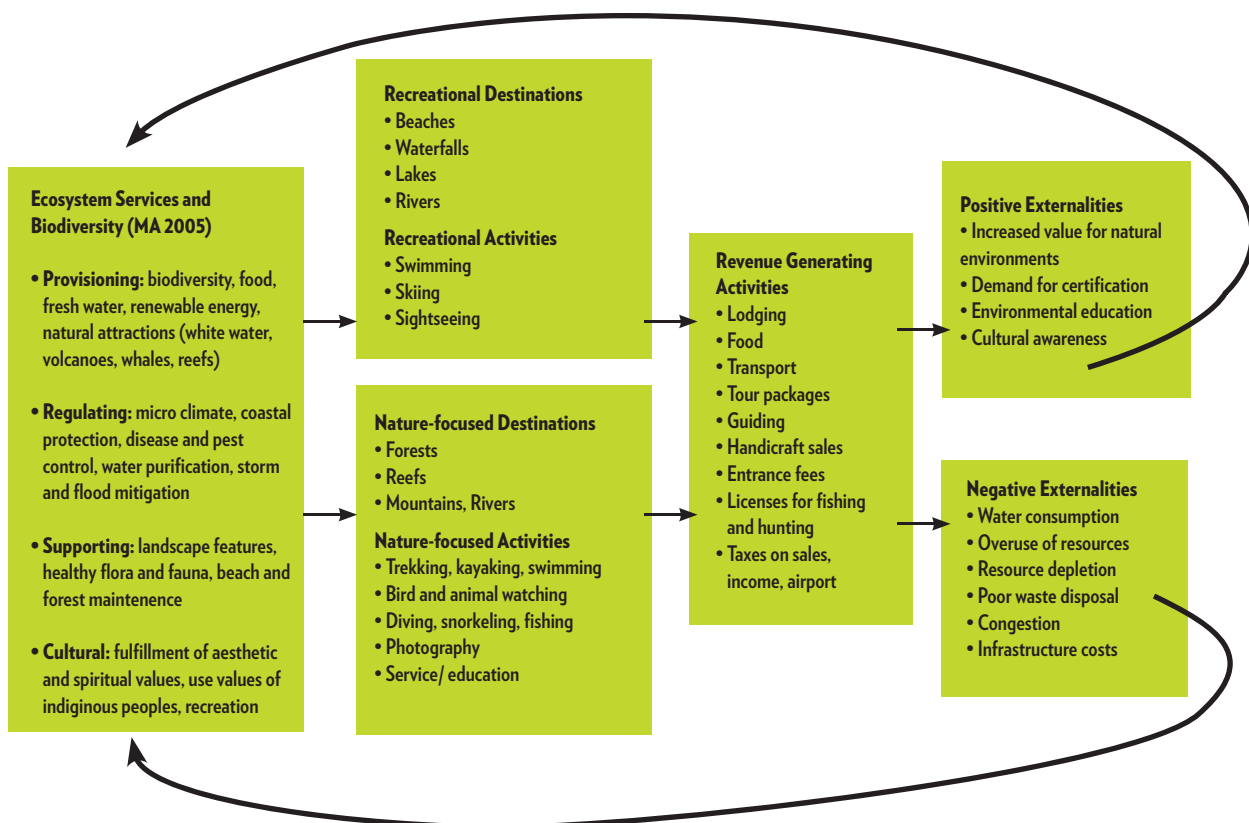 Ecosystem Services and
Biodiversity (MA 2005)
• Provisioning: biodiversity, food,
fresh water, renewable energy,
natural attractions (white water,
volcanoes, whales, reefs)
• Regulating: micro climate, coastal
protection, disease and pest
control, water purification, storm
and flood mitigation
• Supporting: landscape features,
healthy flora and fauna, beach and
forest maintenence
• Cultural: fulfillment of aesthetic
and spiritual values, use values of
indiginous peoples, recreation
Recreational Destinations
• Beaches
• Waterfalls
• Lakes
• Rivers
Recreational Activities
• Swimming
• Skiing
• Sightseeing
Nature-focused Destinations
• Forests
• Reefs
• Mountains, Rivers
Nature-focused Activities
• Trekking, kayaking, swimming
• Bird and animal watching
• Diving, snorkeling, fishing
• Photography
• Service/ education
Revenue Generating
Activities
• Lodging
• Food
• Transport
• Tour packages
• Guiding
• Handicraft sales
• Entrance fees
• Licenses for fishing
and hunting
• Taxes on sales,
income, airport
Positive Externalities
• Increased value for natural
environments
• Demand for certification
• Environmental education
• Cultural awareness
Negative Externalities
• Water consumption
• Overuse of resources
• Resource depletion
• Poor waste disposal
• Congestion
• Infrastructure costs